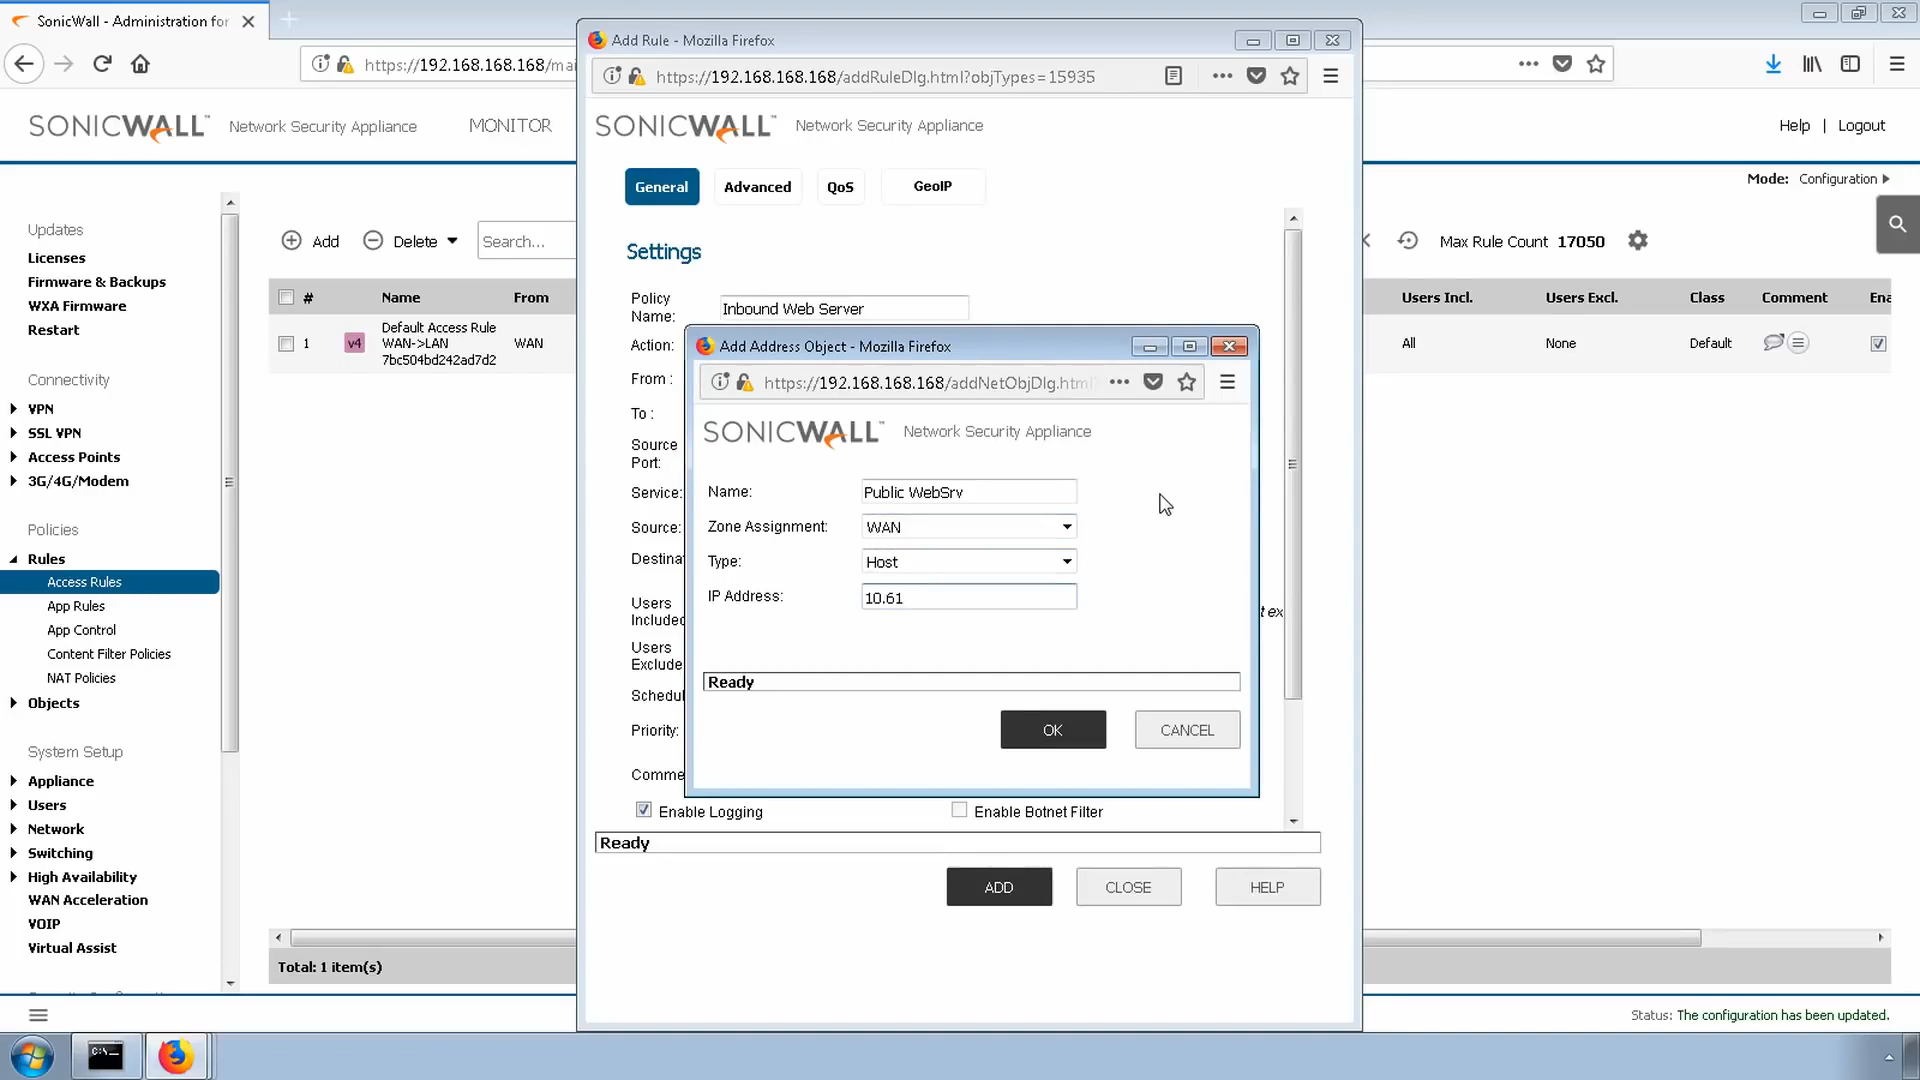 SonicWall - Administration for
Add Rule - Mozilla Firefox
https://192.168.168.168/mai
https://192.168.168.168/addRuleDlg.html?objTypes=15935
SONICWALL™ Network Security Appliance
MONITOR
SONICWALL™ Network Security Appliance
Help | Logout
Mode: Configuration
General
Advanced
QoS
GeoIP
Updates
Licenses
Firmware & Backups
WXA Firmware
Restart
Connectivity
VPN
SSL VPN
Access Points
3G/4G/Modem
Policies
Rules
Access Rules
App Rules
App Control
Content Filter Policies
NAT Policies
Objects
System Setup
Appliance
Users
Network
Switching
High Availability
WAN Acceleration
VOIP
Virtual Assist
Add
Delete
Search...
Max Rule Count 17050
# Name From
Users Incl. Users Excl. Class Comment Ena
1 v4
Default Access Rule
WAN->LAN
7bc504bd242ad7d2
WAN
All None Default
Total: 1 item(s)
Settings
Policy
Name:
Inbound Web Server
Action:
From :
To :
Source
Port:
Service:
Source:
Destinat
Users
Included
t ex
Users
Exclude
Schedul
Priority:
Comme
Enable Logging
Enable Botnet Filter
Ready
ADD
CLOSE
HELP
Add Address Object - Mozilla Firefox
https://192.168.168.168/addNetObjDlg.html
SONICWALL™ Network Security Appliance
Name: Public WebSrv
Zone Assignment: WAN
Type: Host
IP Address: 10.61
Ready
OK
CANCEL
Status: The configuration has been updated.